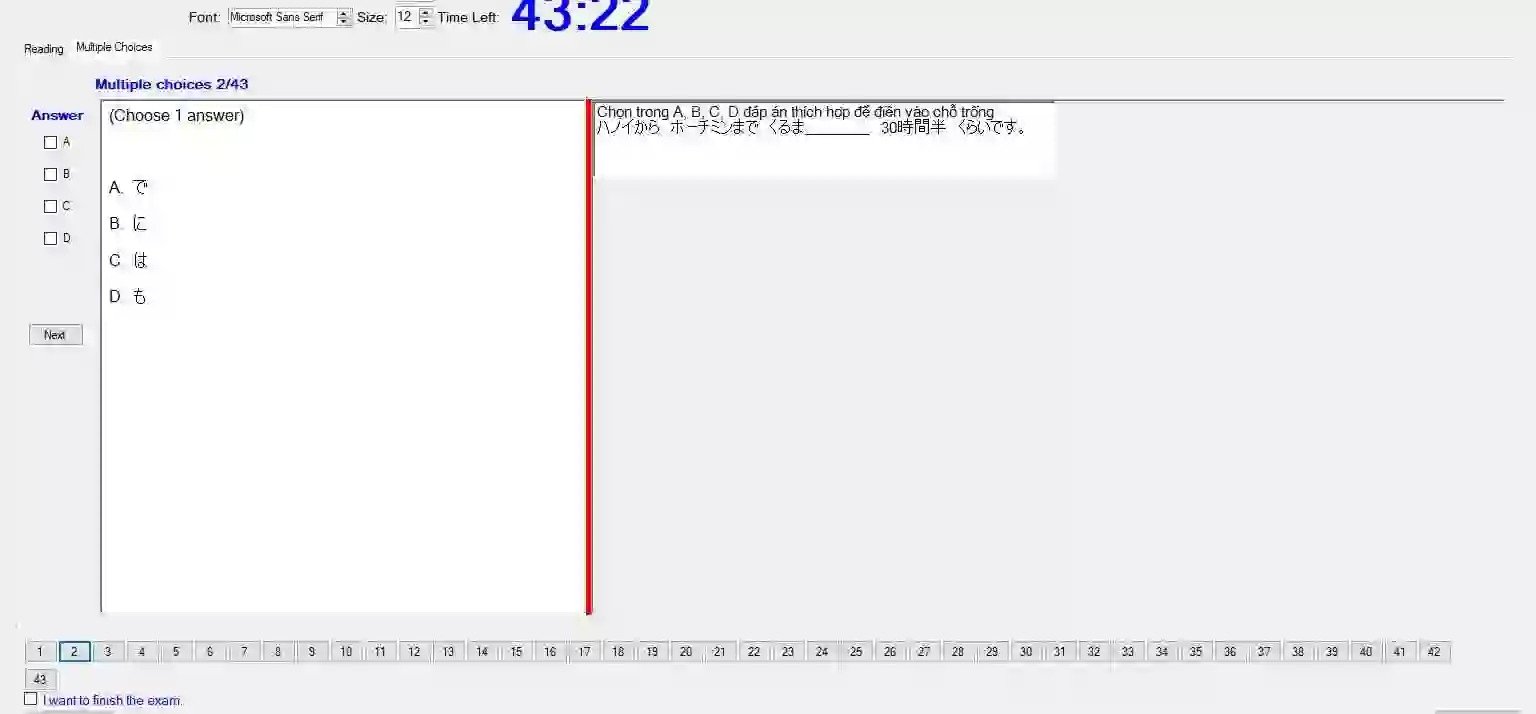 Font: Microsoft Sans Serif Size: 12 Time Left: 43:22
Reading Multiple Choices
Multiple choices 2/43
Answer
A
B
C
D
Next
(Choose 1 answer)
A. で
B. に
C. は
D. も
Chọn trong A, B, C, D đáp án thích hợp để điền vào chỗ trống
ハノイから ホーチミンまで くるま________ 30時間半 くらいです。
1 2 3 4 5 6 7 8 9 10 11 12 13 14 15 16 17 18 19 20 21 22 23 24 25 26 27 28 29 30 31 32 33 34 35 36 37 38 39 40 41 42
43
I want to finish the exam.